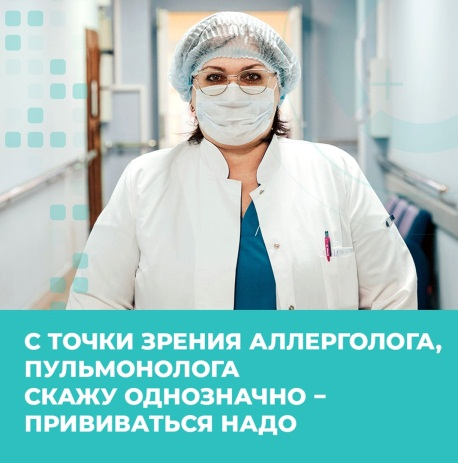 С ТОЧКИ ЗРЕНИЯ АЛЛЕРГОЛОГА,
ПУЛЬМОНОЛОГА
СКАЖУ ОДНОЗНАЧНО –
ПРИВИВАТЬСЯ НАДО